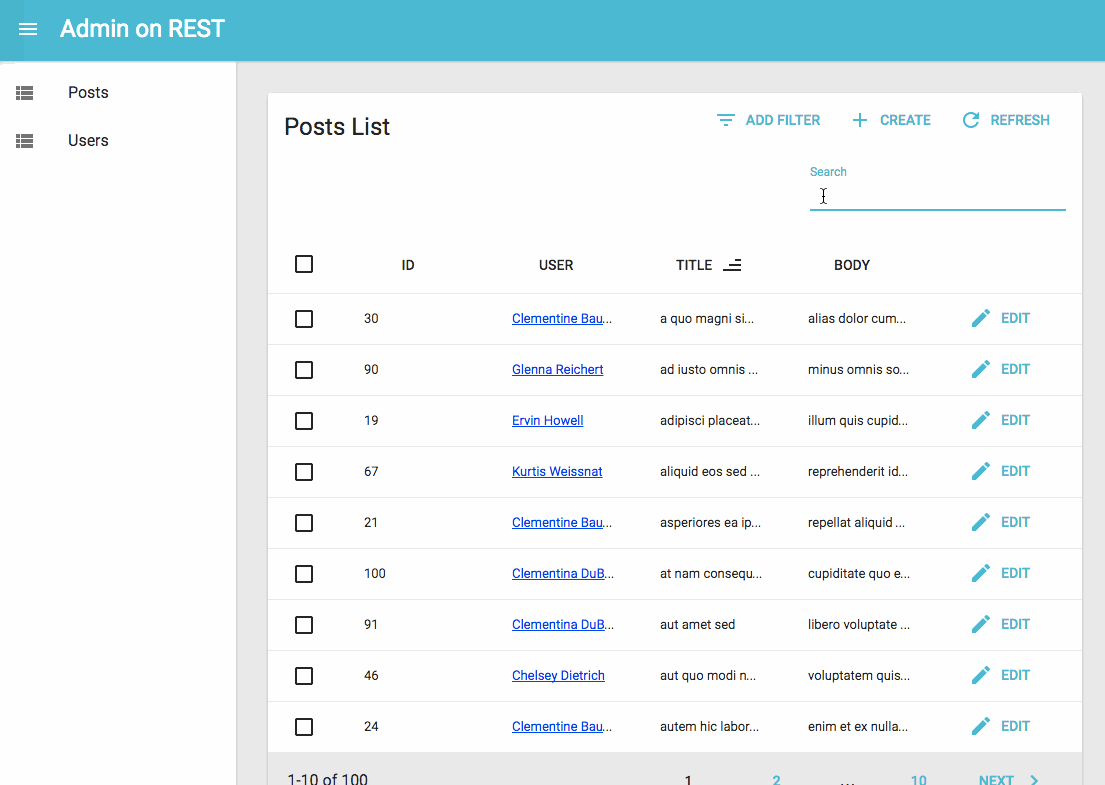 Admin on REST
Posts
Users
Posts List
ADD FILTER
CREATE
REFRESH
Search
ID USER TITLE BODY
30 Clementine Bau... a quo magni si... alias dolor cum... EDIT
90 Glenna Reichert ad iusto omnis ... minus omnis so... EDIT
19 Ervin Howell adipisci placeat... illum quis cupid... EDIT
67 Kurtis Weissnat aliquid eos sed ... reprehenderit id... EDIT
21 Clementine Bau... asperiores ea ip... repellat aliquid ... EDIT
100 Clementina DuB... at nam consequ... cupiditate quo e... EDIT
91 Clementina DuB... aut amet sed libero voluptate ... EDIT
46 Chelsey Dietrich aut quo modi n... voluptatem quis... EDIT
24 Clementine Bau... autem hic labor... enim et ex nulla... EDIT
1-10 of 100 1 2 ... 10 NEXT